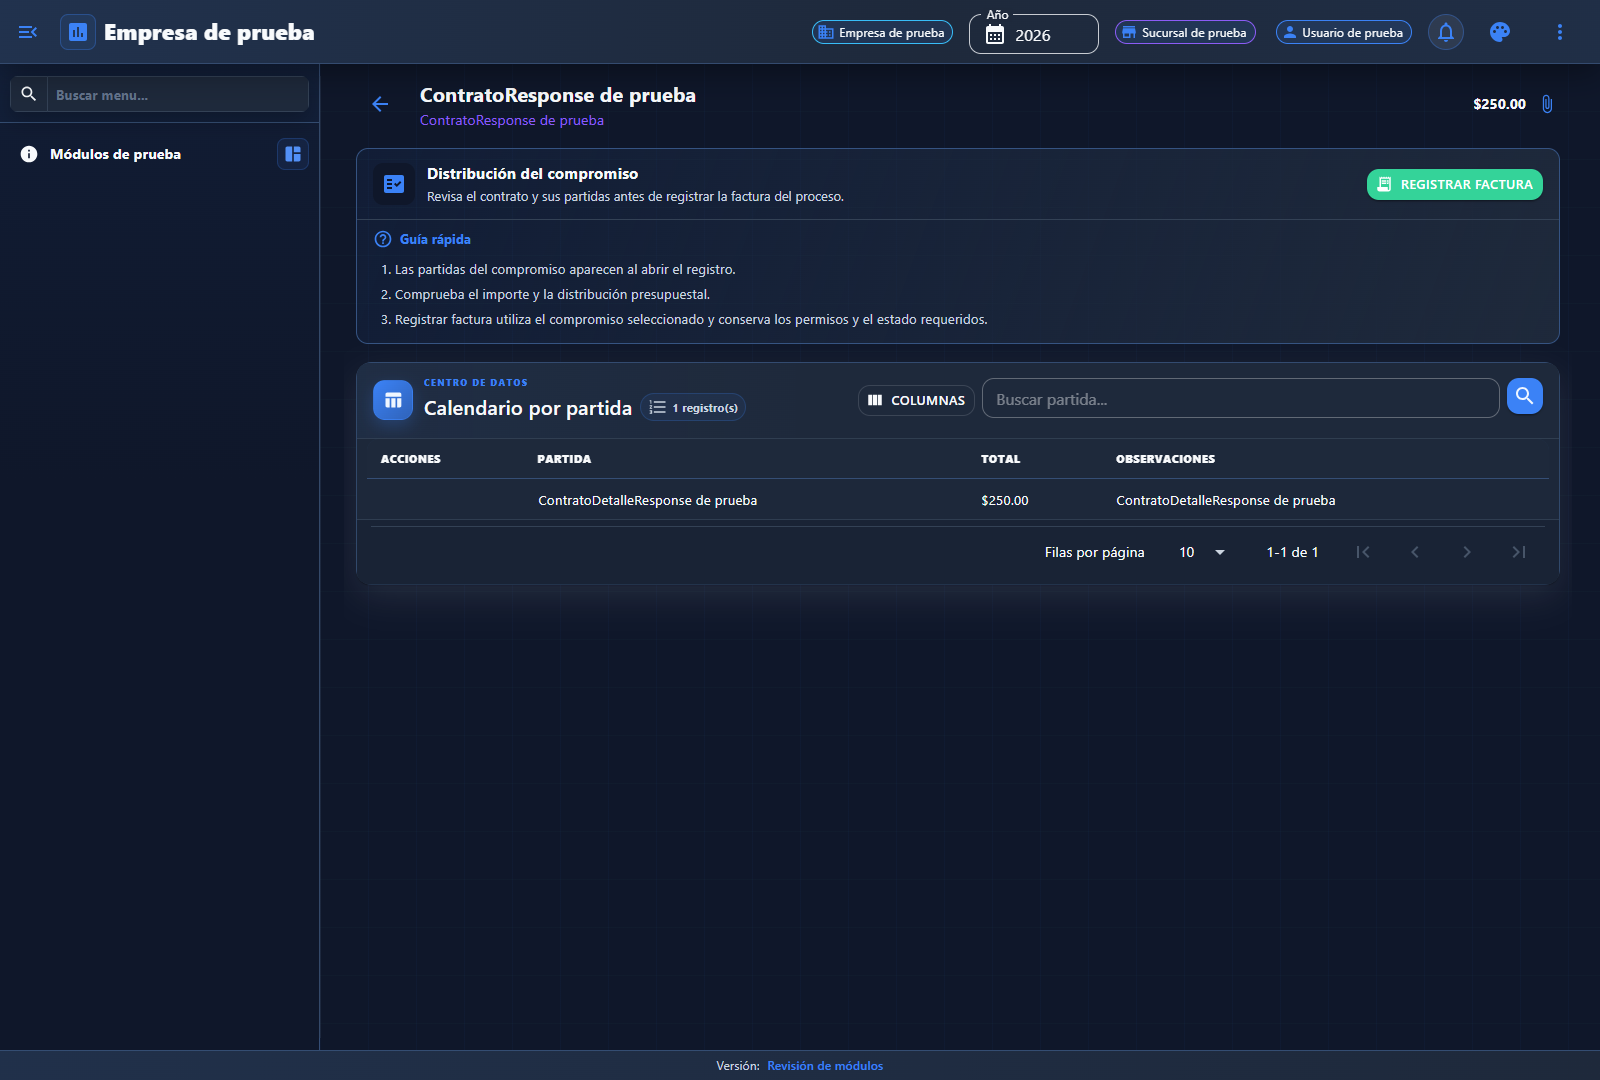 Empresa de prueba
Empresa de prueba
Año
2026
Sucursal de prueba
Usuario de prueba
Buscar menu...
Módulos de prueba
ContratoResponse de prueba
ContratoResponse de prueba
$250.00
Distribución del compromiso
Revisa el contrato y sus partidas antes de registrar la factura del proceso.
REGISTRAR FACTURA
Guía rápida
1. Las partidas del compromiso aparecen al abrir el registro.
2. Comprueba el importe y la distribución presupuestal.
3. Registrar factura utiliza el compromiso seleccionado y conserva los permisos y el estado requeridos.
CENTRO DE DATOS
Calendario por partida
1 registro(s)
COLUMNAS
Buscar partida...
ACCIONES PARTIDA TOTAL OBSERVACIONES
ContratoDetalleResponse de prueba $250.00 ContratoDetalleResponse de prueba
Filas por página 10 1-1 de 1
Versión: Revisión de módulos